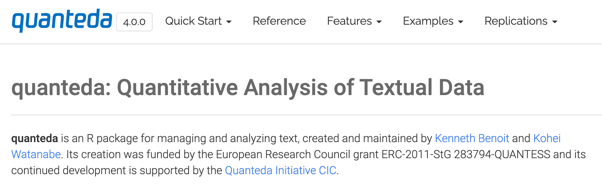 quanteda 4.0.0 Quick Start Reference Features Examples Replications
quanteda: Quantitative Analysis of Textual Data
quanteda is an R package for managing and analyzing text, created and maintained by Kenneth Benoit and Kohei
Watanabe. Its creation was funded by the European Research Council grant ERC-2011-StG 283794-QUANTESS and its
continued development is supported by the Quanteda Initiative CIC.